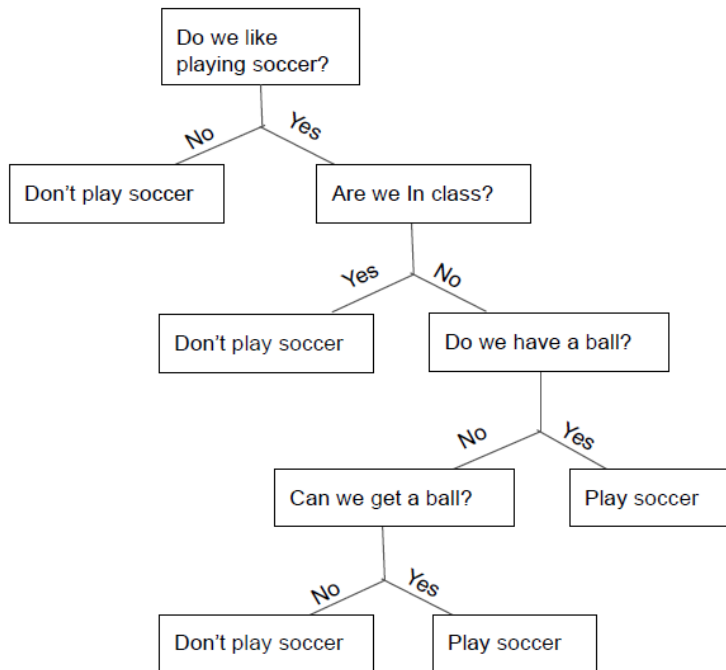 Do we like
playing soccer?
No
Yes
Don't play soccer
Are we In class?
Yes
No
Don't play soccer
Do we have a ball?
No
Yes
Can we get a ball?
Play soccer
No
Yes
Don't play soccer
Play soccer